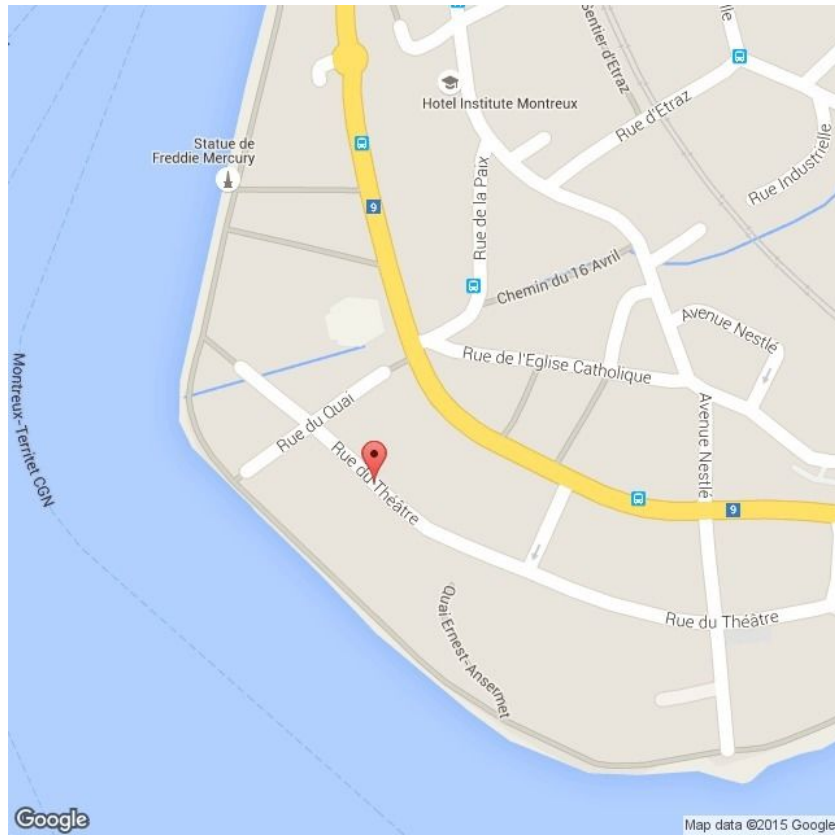 elle
Sentier d'Etraz
Hotel Institute Montreux
Rue d'Etraz
Rue Industrielle
Statue de
Freddie Mercury
Rue de la Paix
9
Chemin du 16 Avril
Avenue Nestlé
Montreux-Territet CGN
Rue de l'Eglise Catholique
Rue du Quai
Avenue Nestlé
Rue du Théâtre
9
Quai Ernest-Ansermet
Rue du Théâtre
Google
Map data ©2015 Google